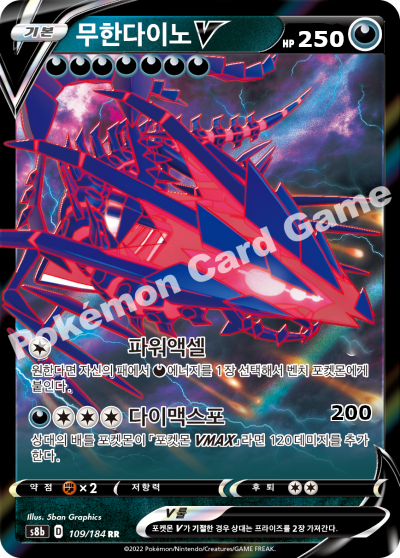 기본 무한다이노 V HP 250
Pokémon Card Game
파워액셀
원한다면 자신의 패에서 에너지를 1장 선택해서 벤치 포켓몬에게
붙인다.
다이맥스포 200
상대의 배틀 포켓몬이 「포켓몬 VMAX」라면 120데미지를 추가
한다.
약점 ×2 저항력 후퇴
Illus. 5ban Graphics
s8b D 109/184 RR
V룰
포켓몬 V가 기절한 경우 상대는 프라이즈를 2장 가져간다.
©2022 Pokémon/Nintendo/Creatures/GAME FREAK.